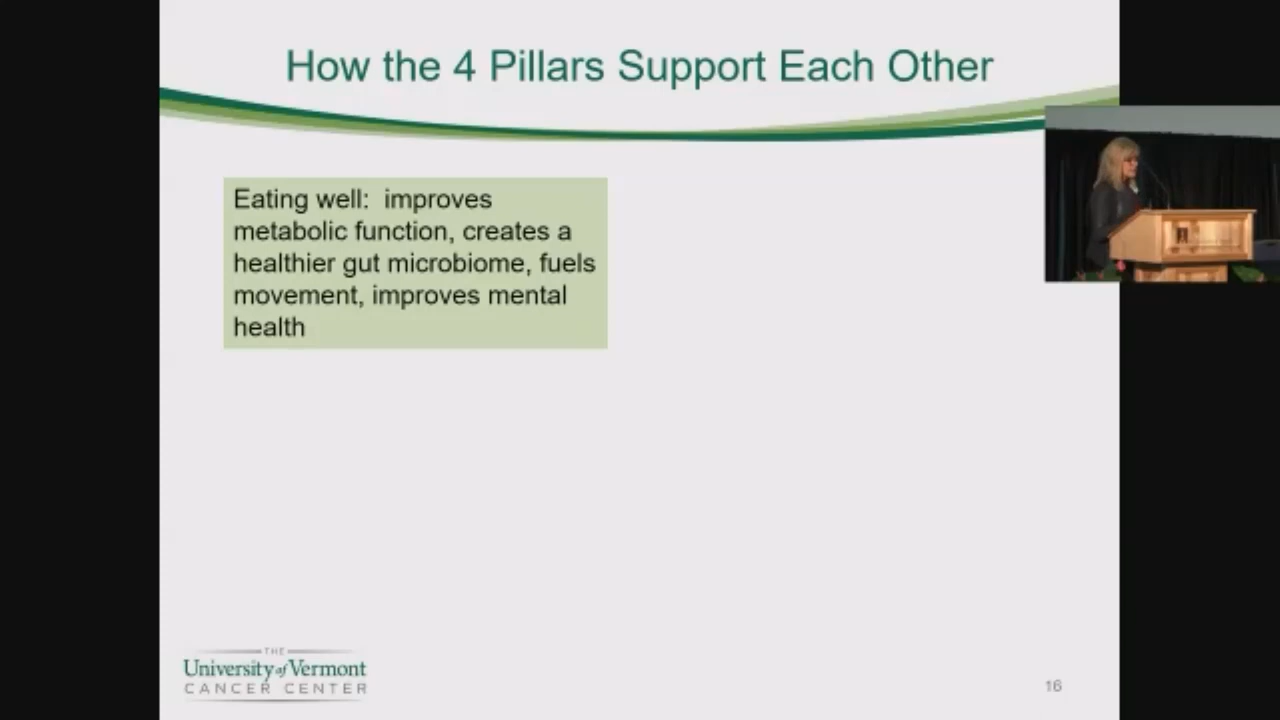 How the 4 Pillars Support Each Other
Eating well: improves
metabolic function, creates a
healthier gut microbiome, fuels
movement, improves mental
health
THE
University of Vermont
CANCER CENTER
16